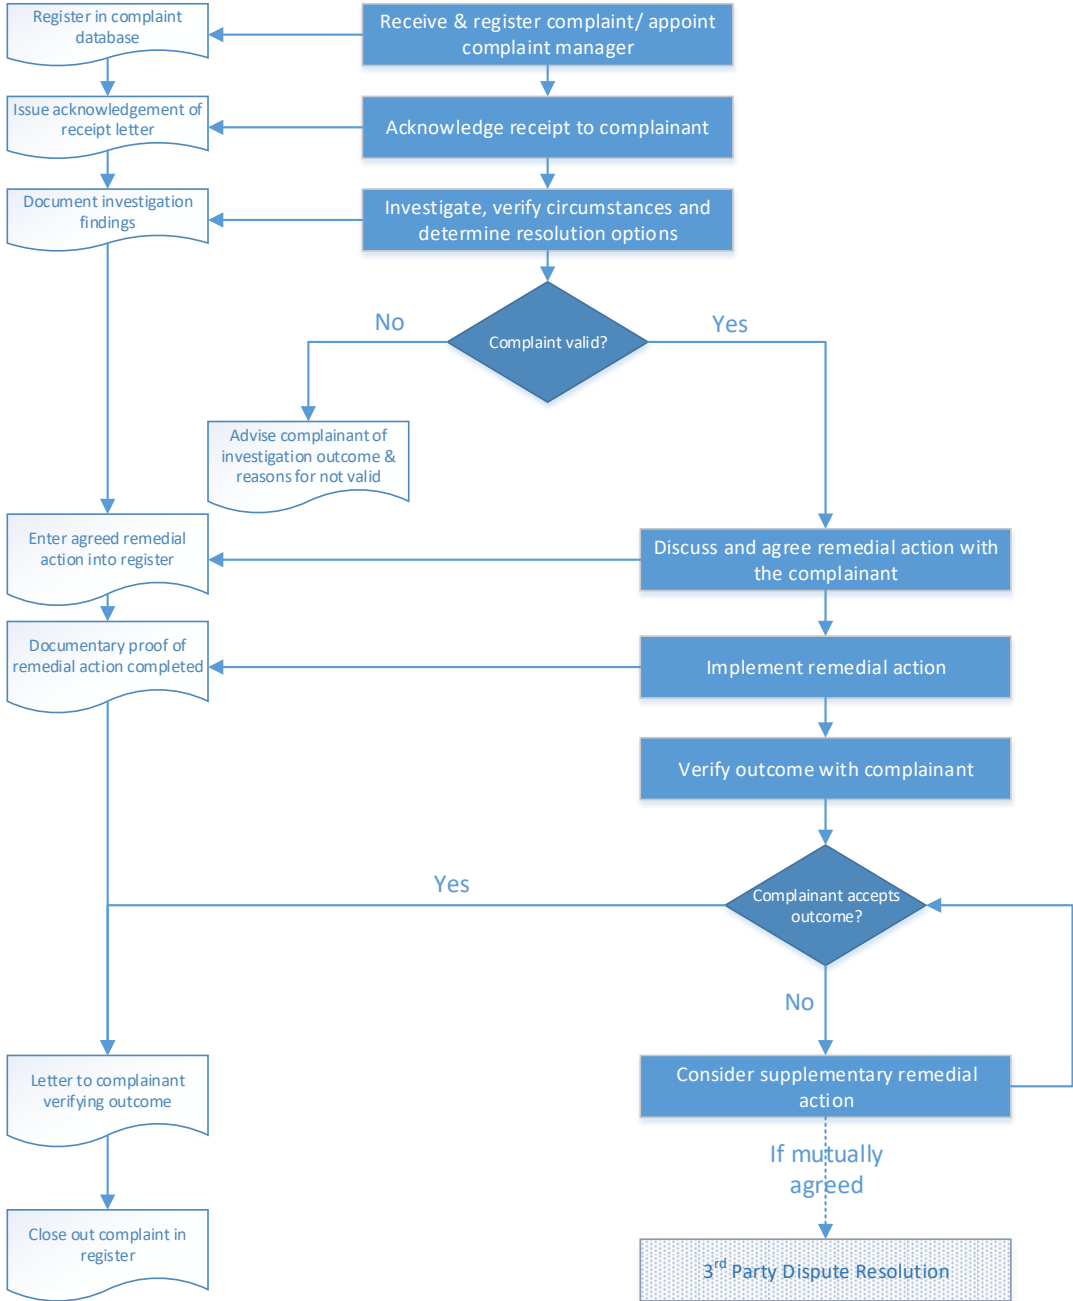 Register in complaint
database
Receive & register complaint/ appoint
complaint manager
Issue acknowledgement of
receipt letter
Acknowledge receipt to complainant
Document investigation
findings
Investigate, verify circumstances and
determine resolution options
No
Complaint valid?
Yes
Advise complainant of
investigation outcome &
reasons for not valid
Enter agreed remedial
action into register
Discuss and agree remedial action with
the complainant
Documentary proof of
remedial action completed
Implement remedial action
Verify outcome with complainant
Yes
Complainant accepts
outcome?
No
Letter to complainant
verifying outcome
Consider supplementary remedial
action
If mutually
agreed
Close out complaint in
register
3rd Party Dispute Resolution